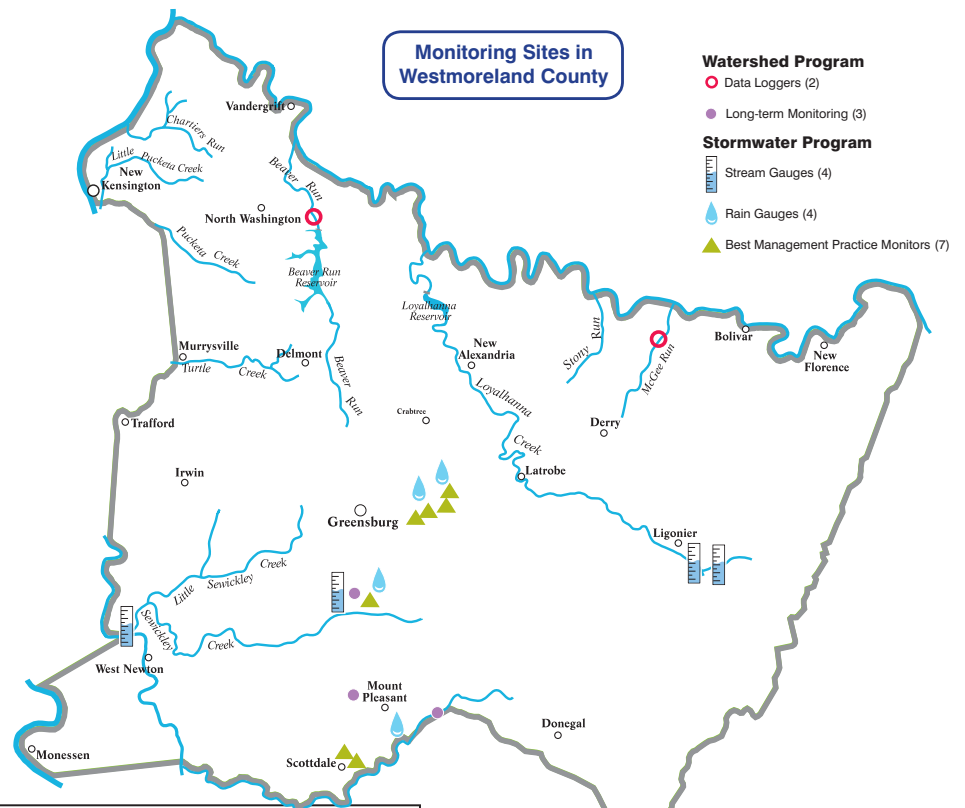 Monitoring Sites in
Westmoreland County
Watershed Program
Data Loggers (2)
Long-term Monitoring (3)
Stormwater Program
Stream Gauges (4)
Rain Gauges (4)
Best Management Practice Monitors (7)
Vandergrift
Chartiers Run
Little Pucketa Creek
New
Kensington
Beaver Run
North Washington
Pucketa Creek
Beaver Run
Reservoir
Loyalhanna
Reservoir
Bolivar
New
Florence
Murrysville
Delmont
Turtle Creek
Beaver Run
New
Alexandria
Stony Run
McGee Run
Loyalhanna Creek
Crabtree
Trafford
Derry
Irwin
Latrobe
Greensburg
Ligonier
Little Sewickley Creek
Sewickley Creek
West Newton
Mount
Pleasant
Donegal
Monessen
Scottdale